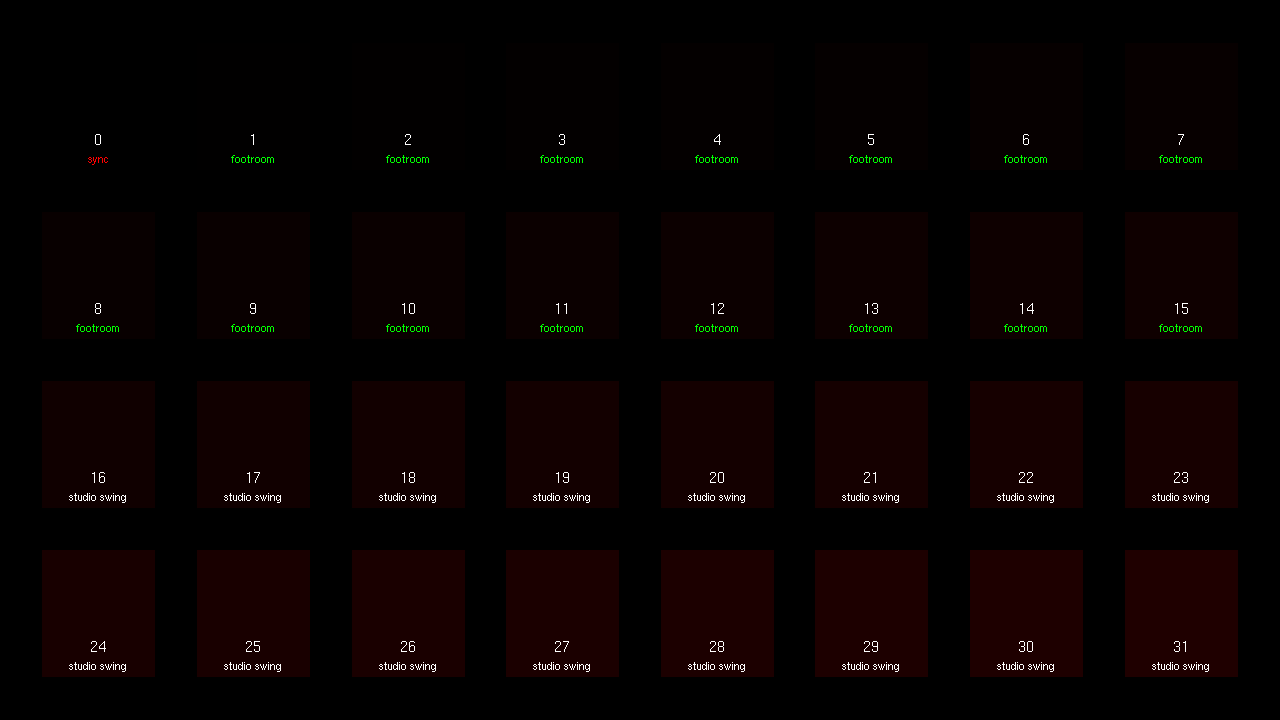 0 1 2 3 4 5 6 7
sync footroom footroom footroom footroom footroom footroom footroom
8 9 10 11 12 13 14 15
footroom footroom footroom footroom footroom footroom footroom footroom
16 17 18 19 20 21 22 23
studio swing studio swing studio swing studio swing studio swing studio swing studio swing studio swing
24 25 26 27 28 29 30 31
studio swing studio swing studio swing studio swing studio swing studio swing studio swing studio swing